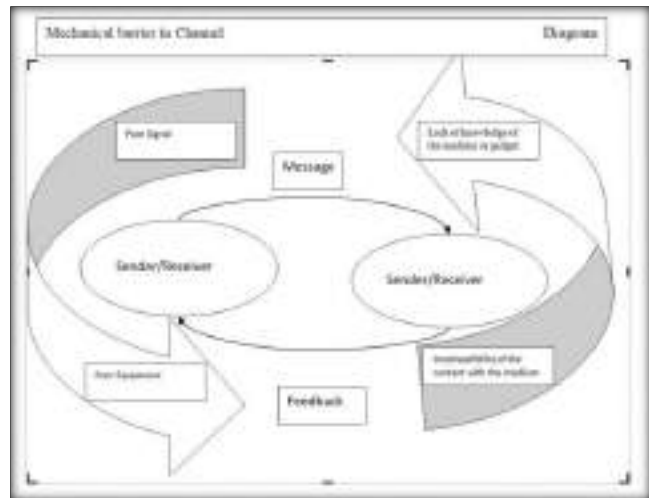 Mechanical barrier to Channel
Diagram
Poor Signal
Lack of knowledge of
the machine or gadget
Message
Sender/Receiver
Sender/Receiver
Poor Equipment
Incompatibility of the
content with the medium
Feedback